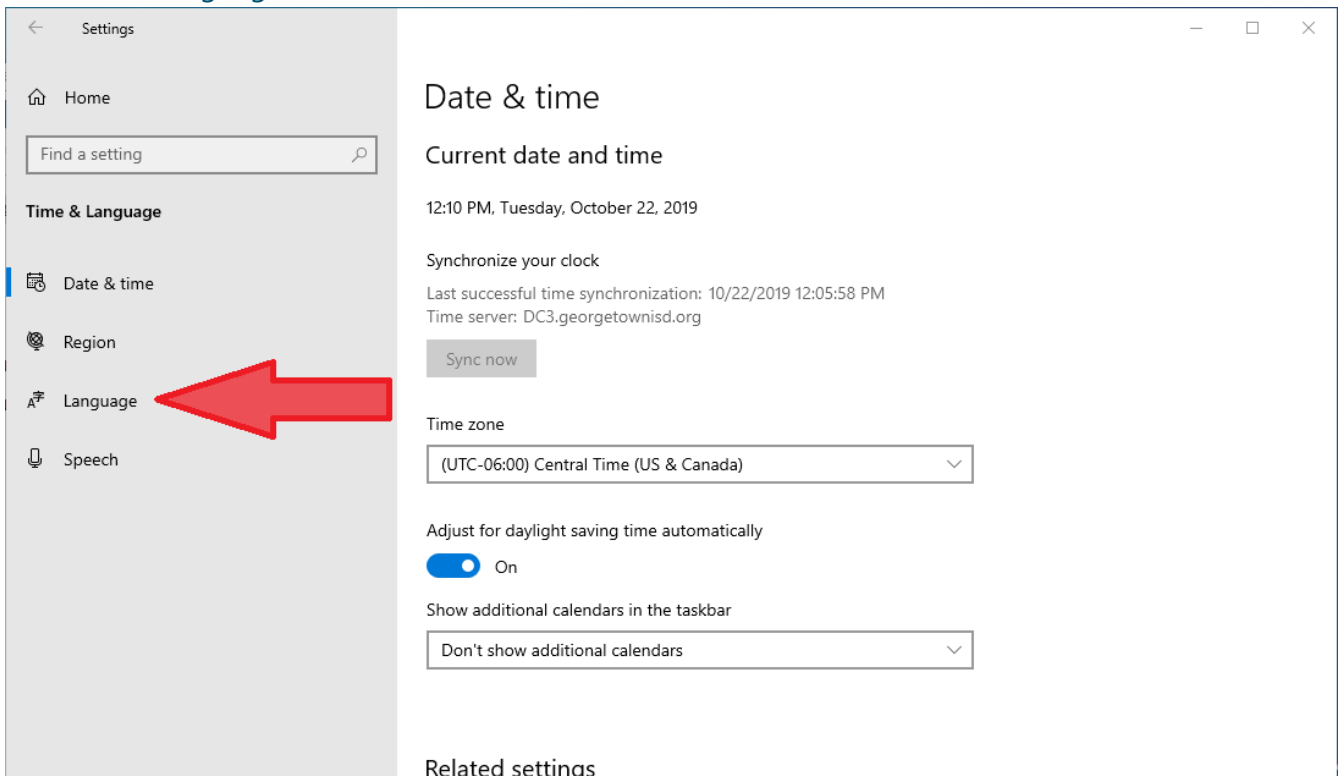 Settings
Home
Find a setting
Time & Language
Date & time
Region
Language
Speech
Date & time
Current date and time
12:10 PM, Tuesday, October 22, 2019
Synchronize your clock
Last successful time synchronization: 10/22/2019 12:05:58 PM
Time server: DC3.georgetownisd.org
Sync now
Time zone
(UTC-06:00) Central Time (US & Canada)
Adjust for daylight saving time automatically
On
Show additional calendars in the taskbar
Don't show additional calendars
Related settings